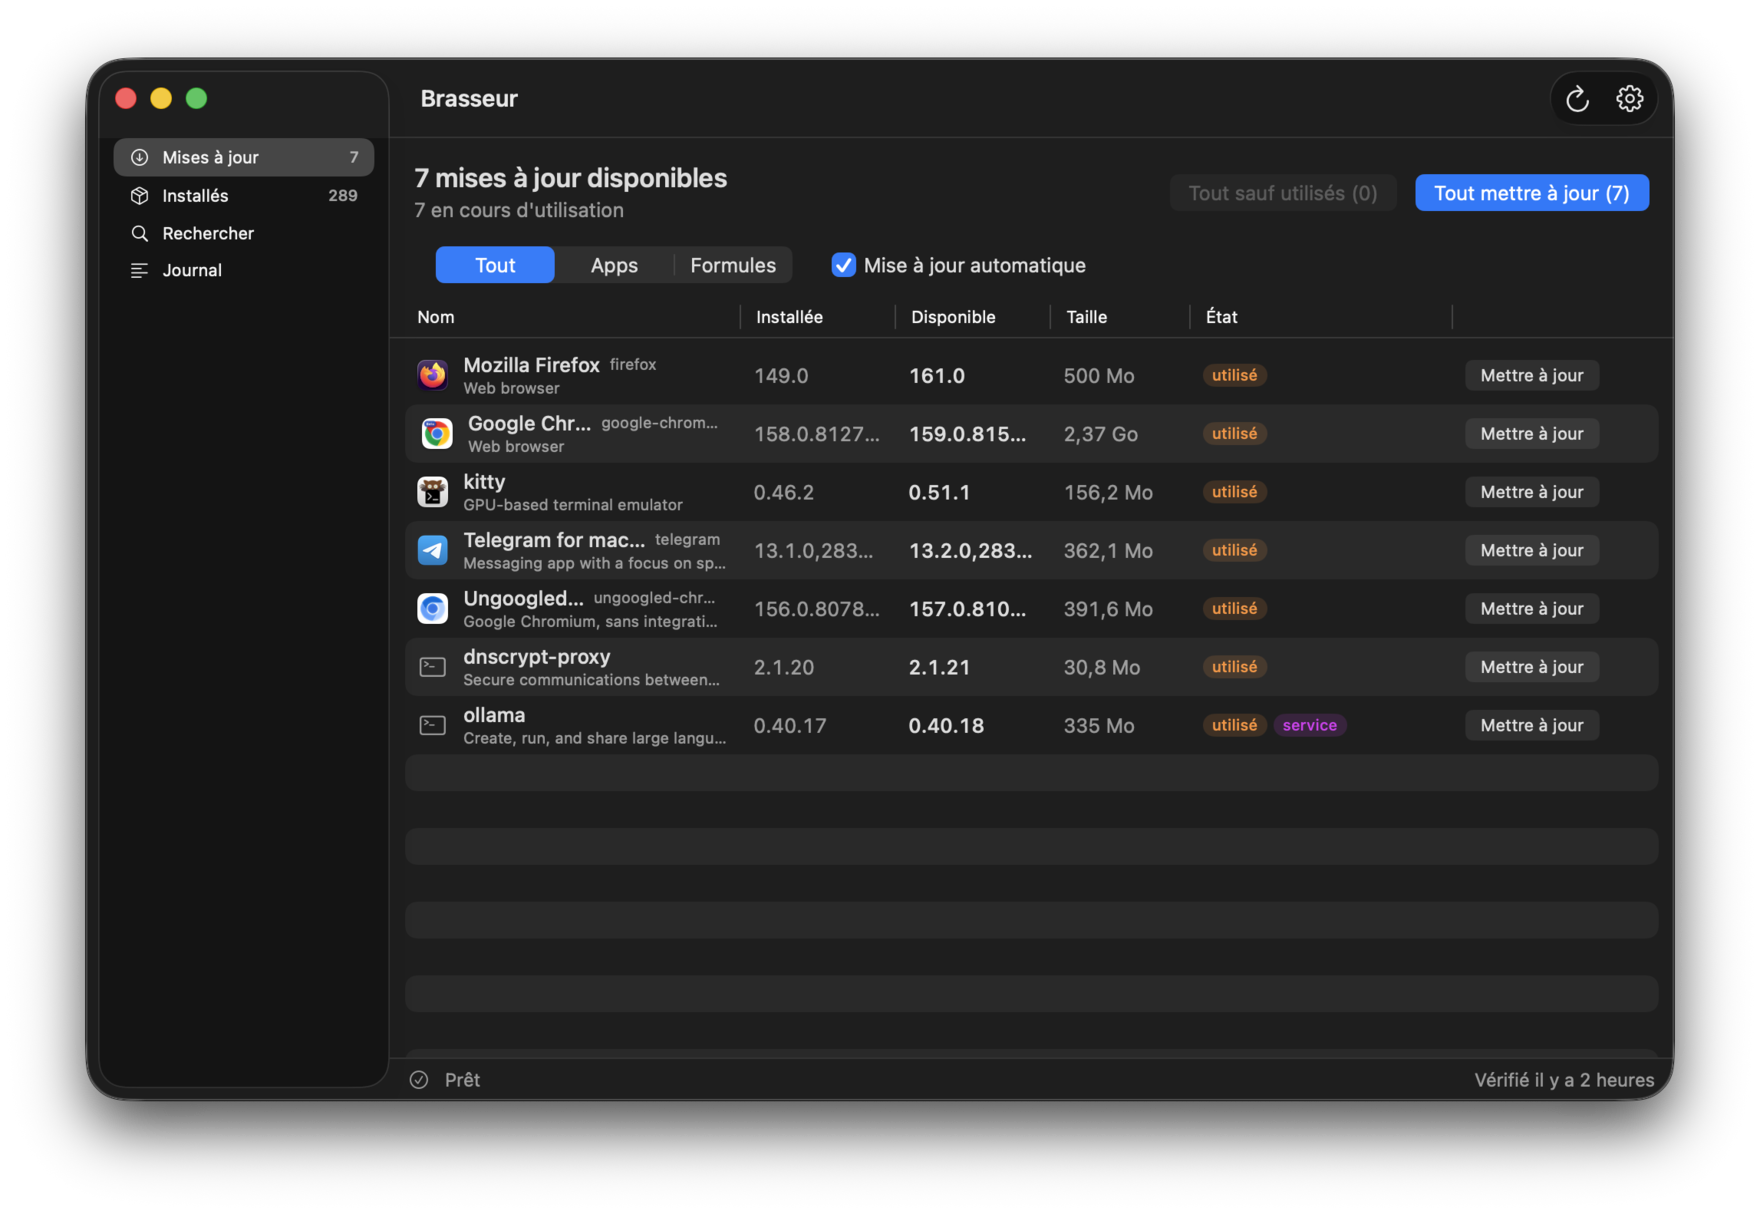 Brasseur
Mises à jour 7
Installés 289
Rechercher
Journal
7 mises à jour disponibles
7 en cours d'utilisation
Tout sauf utilisés (0)
Tout mettre à jour (7)
Tout Apps Formules
Mise à jour automatique
Nom Installée Disponible Taille État
Mozilla Firefox firefox
Web browser
149.0 161.0 500 Mo utilisé Mettre à jour
Google Chr... google-chrom...
Web browser
158.0.8127... 159.0.815... 2,37 Go utilisé Mettre à jour
kitty
GPU-based terminal emulator
0.46.2 0.51.1 156,2 Mo utilisé Mettre à jour
Telegram for mac... telegram
Messaging app with a focus on sp...
13.1.0,283... 13.2.0,283... 362,1 Mo utilisé Mettre à jour
Ungoogled... ungoogled-chr...
Google Chromium, sans integrati...
156.0.8078... 157.0.810... 391,6 Mo utilisé Mettre à jour
dnscrypt-proxy
Secure communications between...
2.1.20 2.1.21 30,8 Mo utilisé Mettre à jour
ollama
Create, run, and share large langu...
0.40.17 0.40.18 335 Mo utilisé service Mettre à jour
Prêt
Vérifié il y a 2 heures